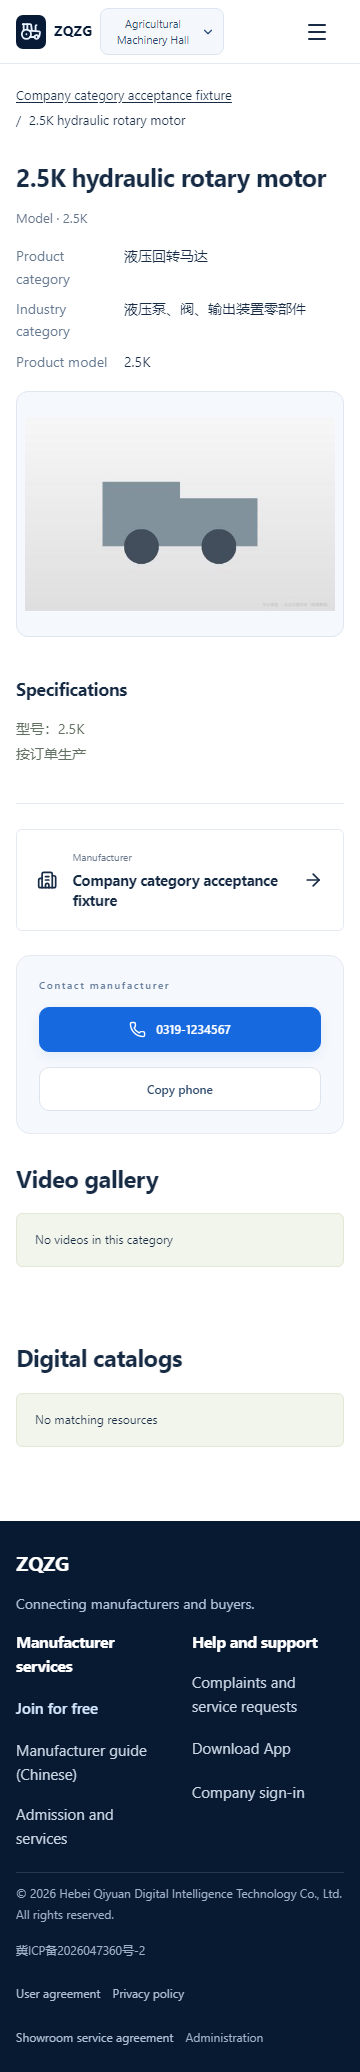 ZQZG
Agricultural
Machinery Hall
Company category acceptance fixture
/ 2.5K hydraulic rotary motor
2.5K hydraulic rotary motor
Model · 2.5K
Product
category
液压回转马达
Industry
category
液压泵、阀、输出装置零部件
Product model
2.5K
Specifications
型号：2.5K
按订单生产
Manufacturer
Company category acceptance
fixture
Contact manufacturer
0319-1234567
Copy phone
Video gallery
No videos in this category
Digital catalogs
No matching resources
ZQZG
Connecting manufacturers and buyers.
Manufacturer
services
Join for free
Manufacturer guide
(Chinese)
Admission and
services
Help and support
Complaints and
service requests
Download App
Company sign-in
© 2026 Hebei Qiyuan Digital Intelligence Technology Co., Ltd.
All rights reserved.
冀ICP备2026047360号-2
User agreement Privacy policy
Showroom service agreement Administration